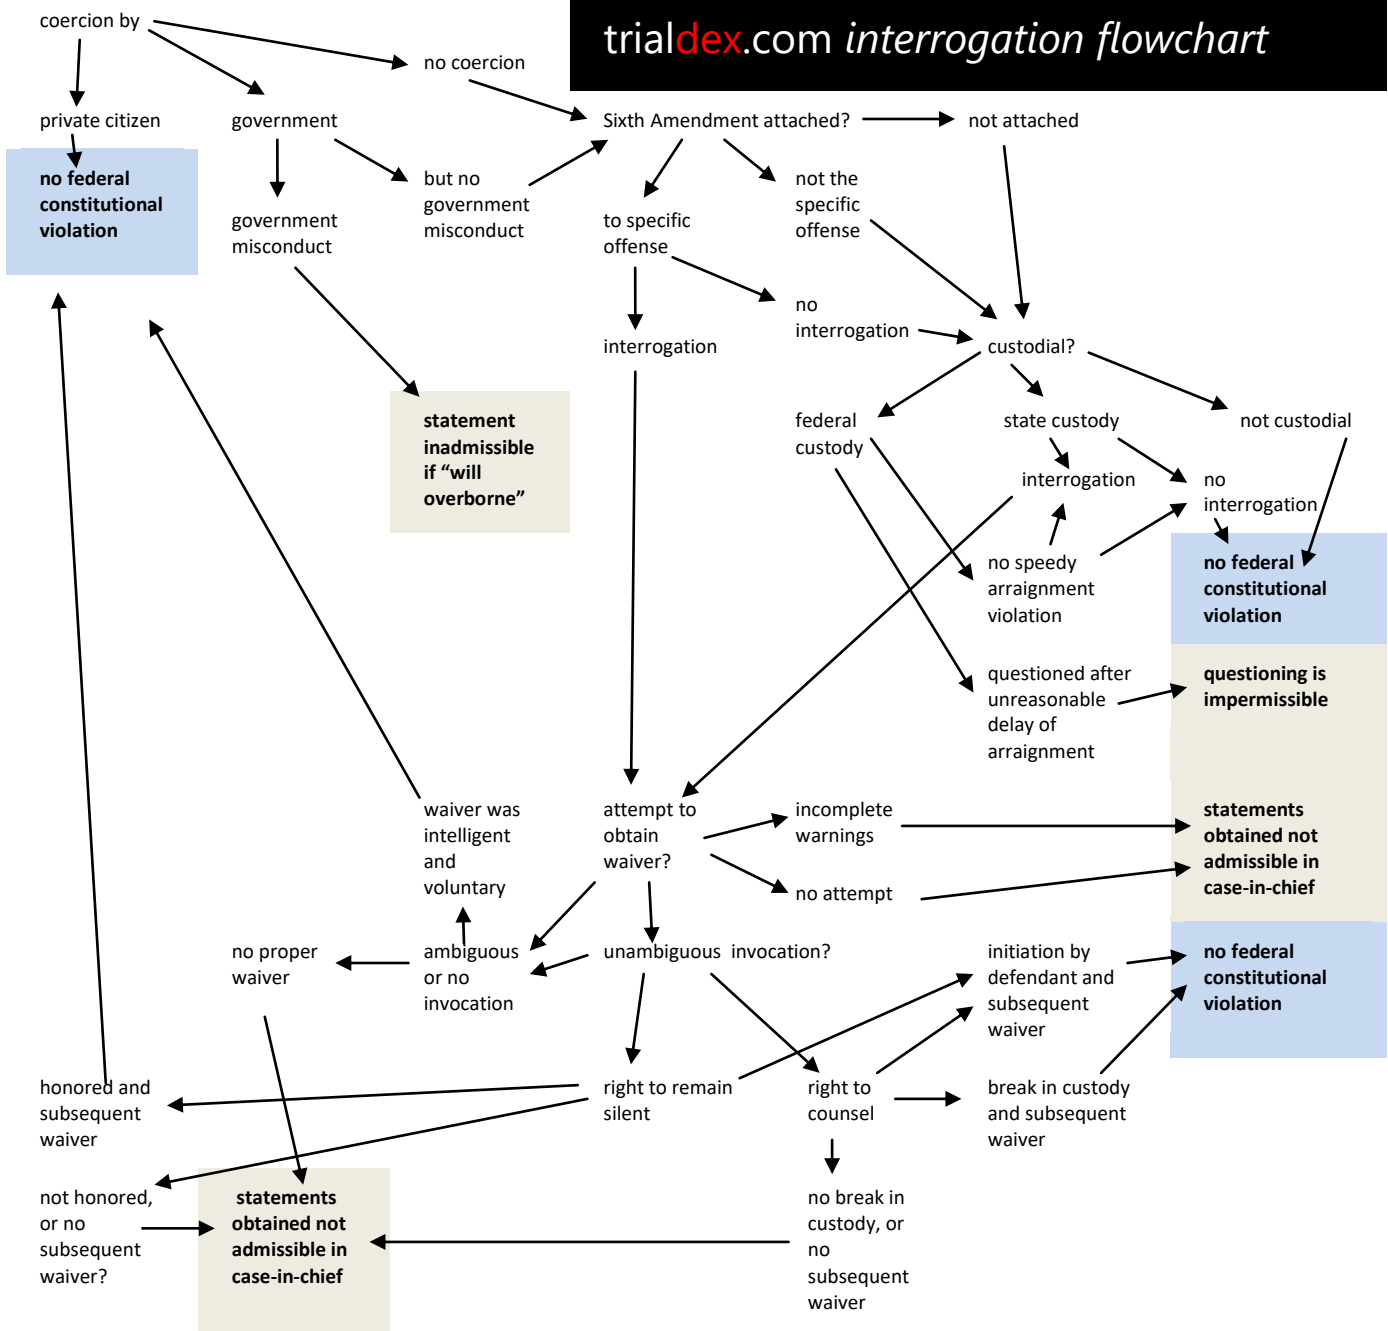 coercion by
trialdex.com interrogation flowchart
no coercion
private citizen
government
Sixth Amendment attached?
not attached
no federal
constitutional
violation
government
misconduct
but no
government
misconduct
to specific
offense
not the
specific
offense
no
interrogation
interrogation
custodial?
statement
inadmissible
if “will
overborne”
federal
custody
state custody
not custodial
interrogation
no
interrogation
no speedy
arraignment
violation
no federal
constitutional
violation
questioned after
unreasonable
delay of
arraignment
questioning is
impermissible
waiver was
intelligent
and
voluntary
attempt to
obtain
waiver?
incomplete
warnings
no attempt
statements
obtained not
admissible in
case-in-chief
no proper
waiver
ambiguous
or no
invocation
unambiguous invocation?
initiation by
defendant and
subsequent
waiver
no federal
constitutional
violation
honored and
subsequent
waiver
right to remain
silent
right to
counsel
break in custody
and subsequent
waiver
not honored,
or no
subsequent
waiver?
statements
obtained not
admissible in
case-in-chief
no break in
custody, or
no
subsequent
waiver